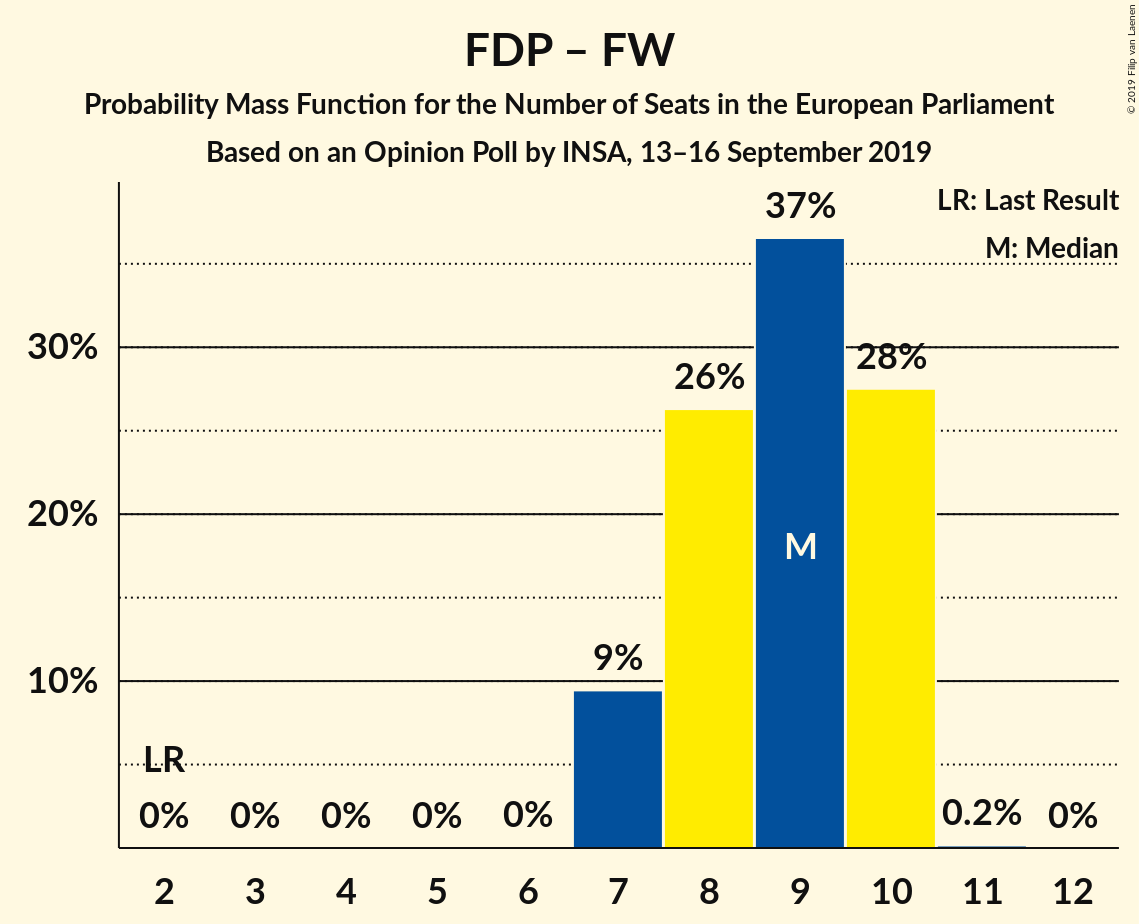 FDP – FW
Probability Mass Function for the Number of Seats in the European Parliament
Based on an Opinion Poll by INSA, 13–16 September 2019
© 2019 Filip van Laenen
LR: Last Result
M: Median
37%
30%
28%
26%
20%
M
9%
10%
LR
0% 0% 0% 0% 0% 0.2% 0%
2 3 4 5 6 7 8 9 10 11 12